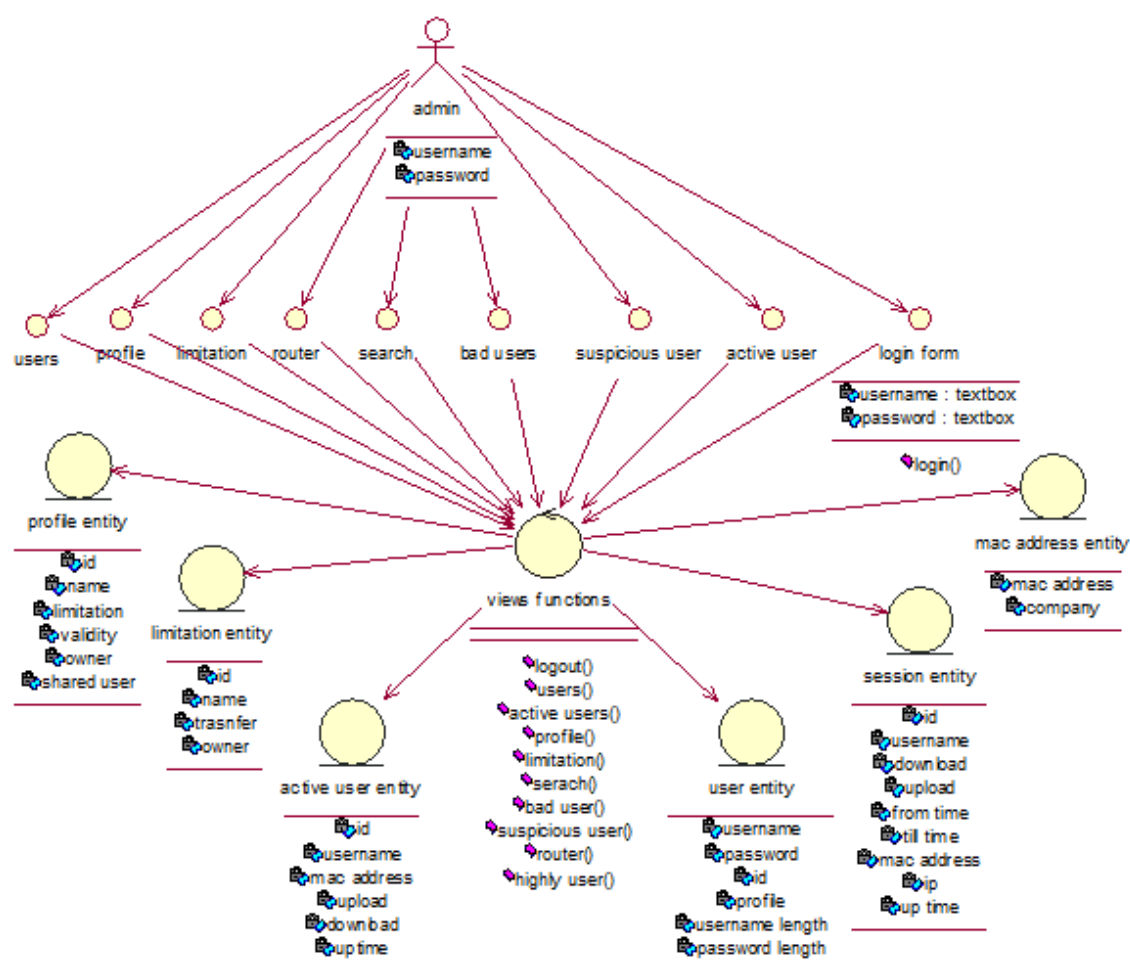 admin
username
password
users
profile
limitation
router
search
bad users
suspicious user
active user
login form
username : textbox
password : textbox
login()
profile entity
id
name
limitation
validity
owner
shared user
limitation entity
id
name
trasnfer
owner
views functions
logout()
users()
active users()
profile()
limitation()
serach()
bad user()
suspicious user()
router()
highly user()
mac address entity
mac address
company
session entity
id
username
download
upload
from time
till time
mac address
ip
up time
active user entity
id
username
mac address
upload
download
uptime
user entity
username
password
id
profile
username length
password length